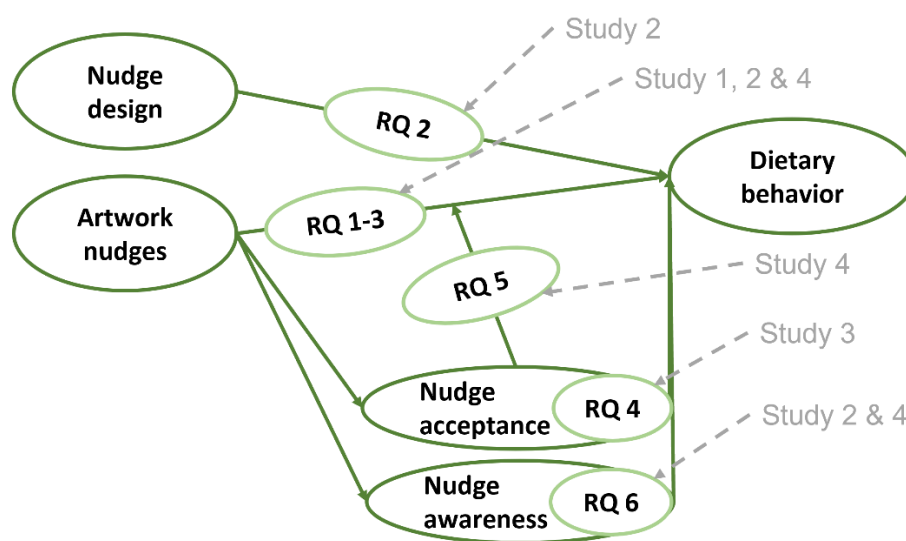 Study 2
Nudge
design
Study 1, 2 & 4
RQ 2
Dietary
behavior
Artwork
nudges
RQ 1-3
RQ 5
Study 4
Study 3
Nudge
acceptance
RQ 4
Study 2 & 4
Nudge
awareness
RQ 6